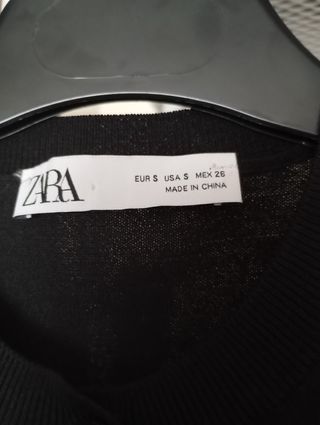 ZARA
EUR S USA S MEX 26
MADE IN CHINA